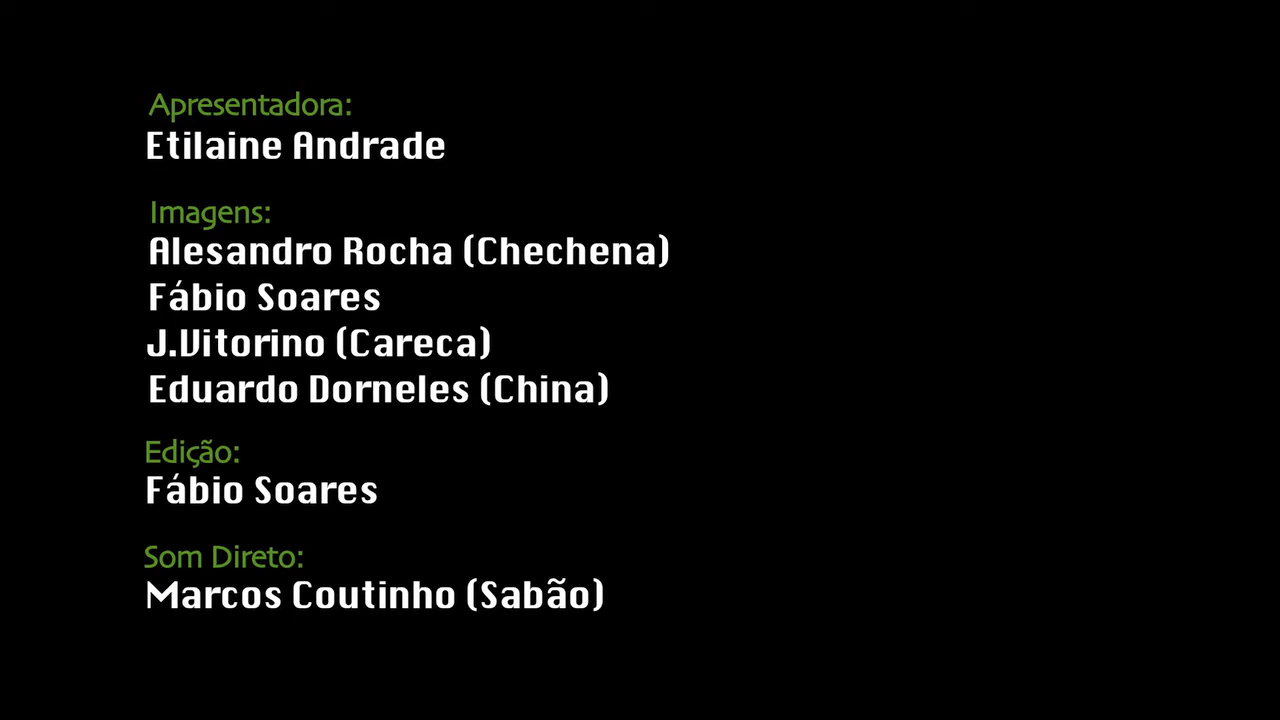 Apresentadora:
Etilaine Andrade
Imagens:
Alesandro Rocha (Chechena)
Fábio Soares
J.Vitorino (Careca)
Eduardo Dorneles (China)
Edição:
Fábio Soares
Som Direto:
Marcos Coutinho (Sabão)